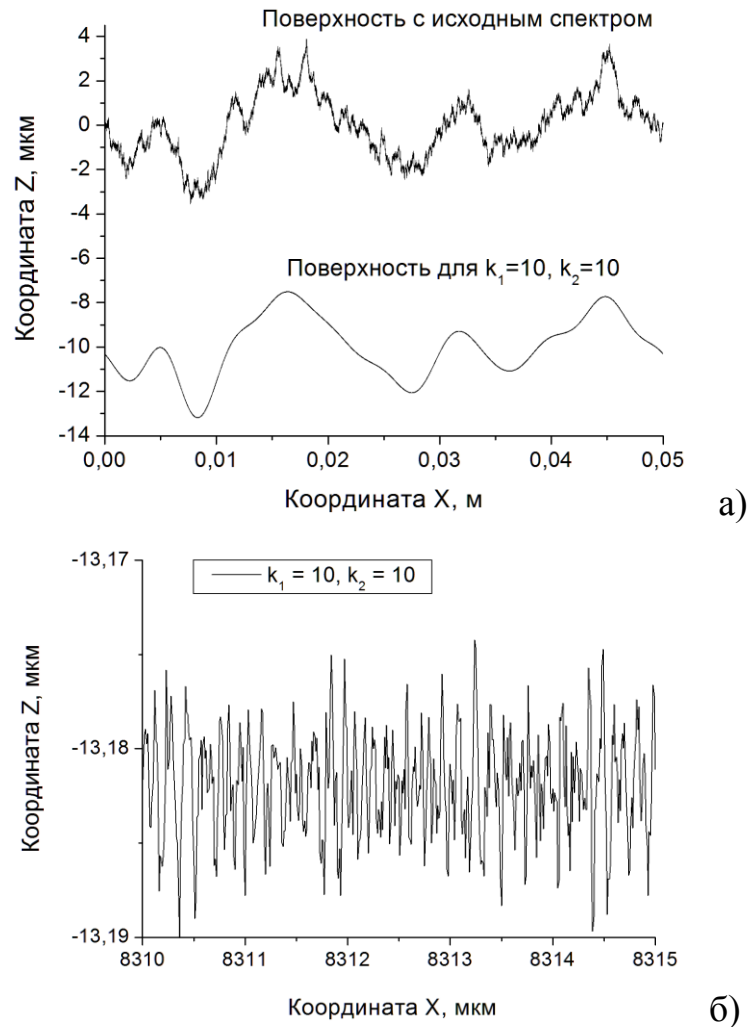 Поверхность с исходным спектром
4
2
0
-2
-4
-6
-8
-10
-12
-14
Координата Z, мкм
Поверхность для k₁=10, k₂=10
0,00 0,01 0,02 0,03 0,04 0,05
Координата X, м
а)
-13,17
-13,18
-13,19
Координата Z, мкм
k₁ = 10, k₂ = 10
8310 8311 8312 8313 8314 8315
Координата X, мкм
б)